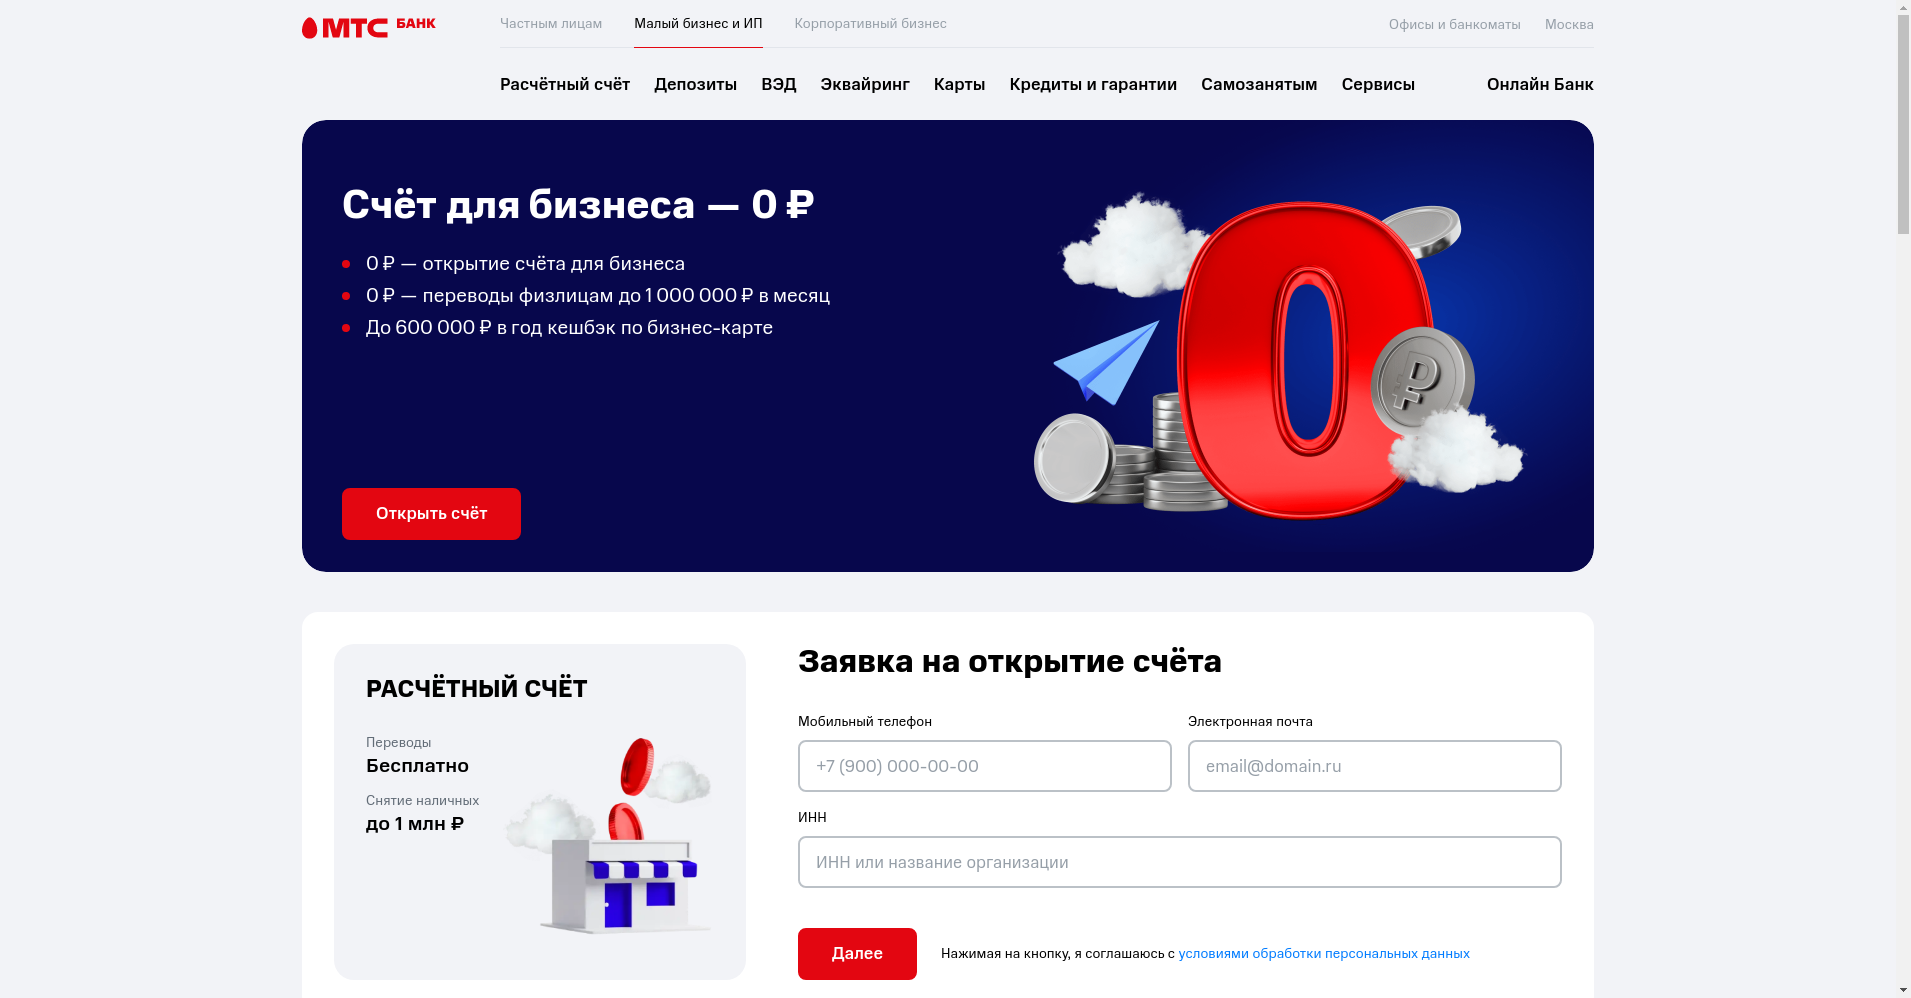 МТС БАНК
Частным лицам Малый бизнес и ИП Корпоративный бизнес Офисы и банкоматы Москва
Расчётный счёт Депозиты ВЭД Эквайринг Карты Кредиты и гарантии Самозанятым Сервисы Онлайн Банк
Счёт для бизнеса — 0 ₽
0 ₽ — открытие счёта для бизнеса
0 ₽ — переводы физлицам до 1 000 000 ₽ в месяц
До 600 000 ₽ в год кешбэк по бизнес-карте
0
₽
Открыть счёт
РАСЧЁТНЫЙ СЧЁТ
Переводы
Бесплатно
Снятие наличных
до 1 млн ₽
Заявка на открытие счёта
Мобильный телефон Электронная почта
+7 (900) 000-00-00 email@domain.ru
ИНН
ИНН или название организации
Далее Нажимая на кнопку, я соглашаюсь с условиями обработки персональных данных